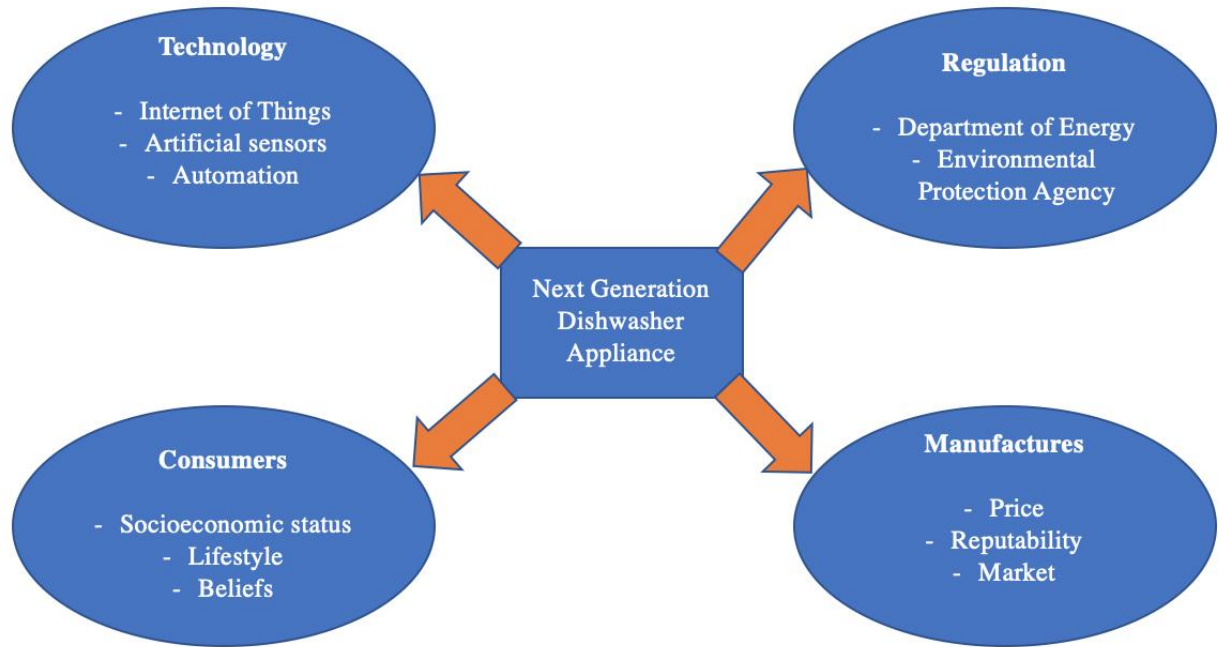 Technology
- Internet of Things
- Artificial sensors
- Automation
Regulation
- Department of Energy
- Environmental
Protection Agency
Next Generation
Dishwasher
Appliance
Consumers
- Socioeconomic status
- Lifestyle
- Beliefs
Manufactures
- Price
- Reputability
- Market